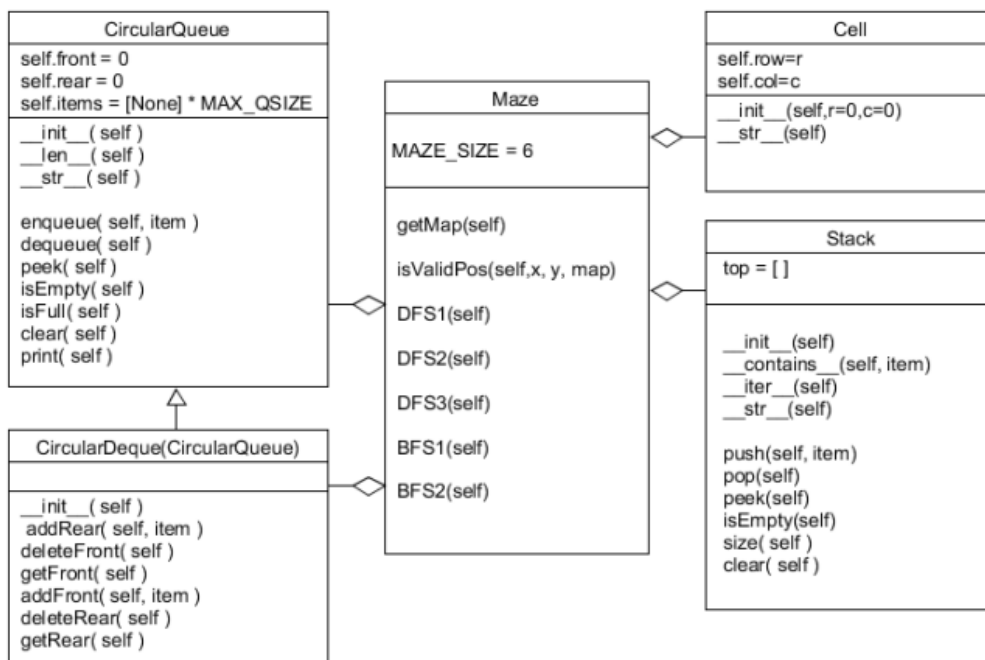 CircularQueue
self.front = 0
self.rear = 0
self.items = [None] * MAX_QSIZE
__init__( self )
__len__( self )
__str__( self )
enqueue( self, item )
dequeue( self )
peek( self )
isEmpty( self )
isFull( self )
clear( self )
print( self )
CircularDeque(CircularQueue)
__init__( self )
addRear( self, item )
deleteFront( self )
getFront( self )
addFront( self, item )
deleteRear( self )
getRear( self )
Maze
MAZE_SIZE = 6
getMap(self)
isValidPos(self,x, y, map)
DFS1(self)
DFS2(self)
DFS3(self)
BFS1(self)
BFS2(self)
Cell
self.row=r
self.col=c
__init__(self,r=0,c=0)
__str__(self)
Stack
top = [ ]
__init__(self)
__contains__(self, item)
__iter__(self)
__str__(self)
push(self, item)
pop(self)
peek(self)
isEmpty(self)
size( self )
clear( self )